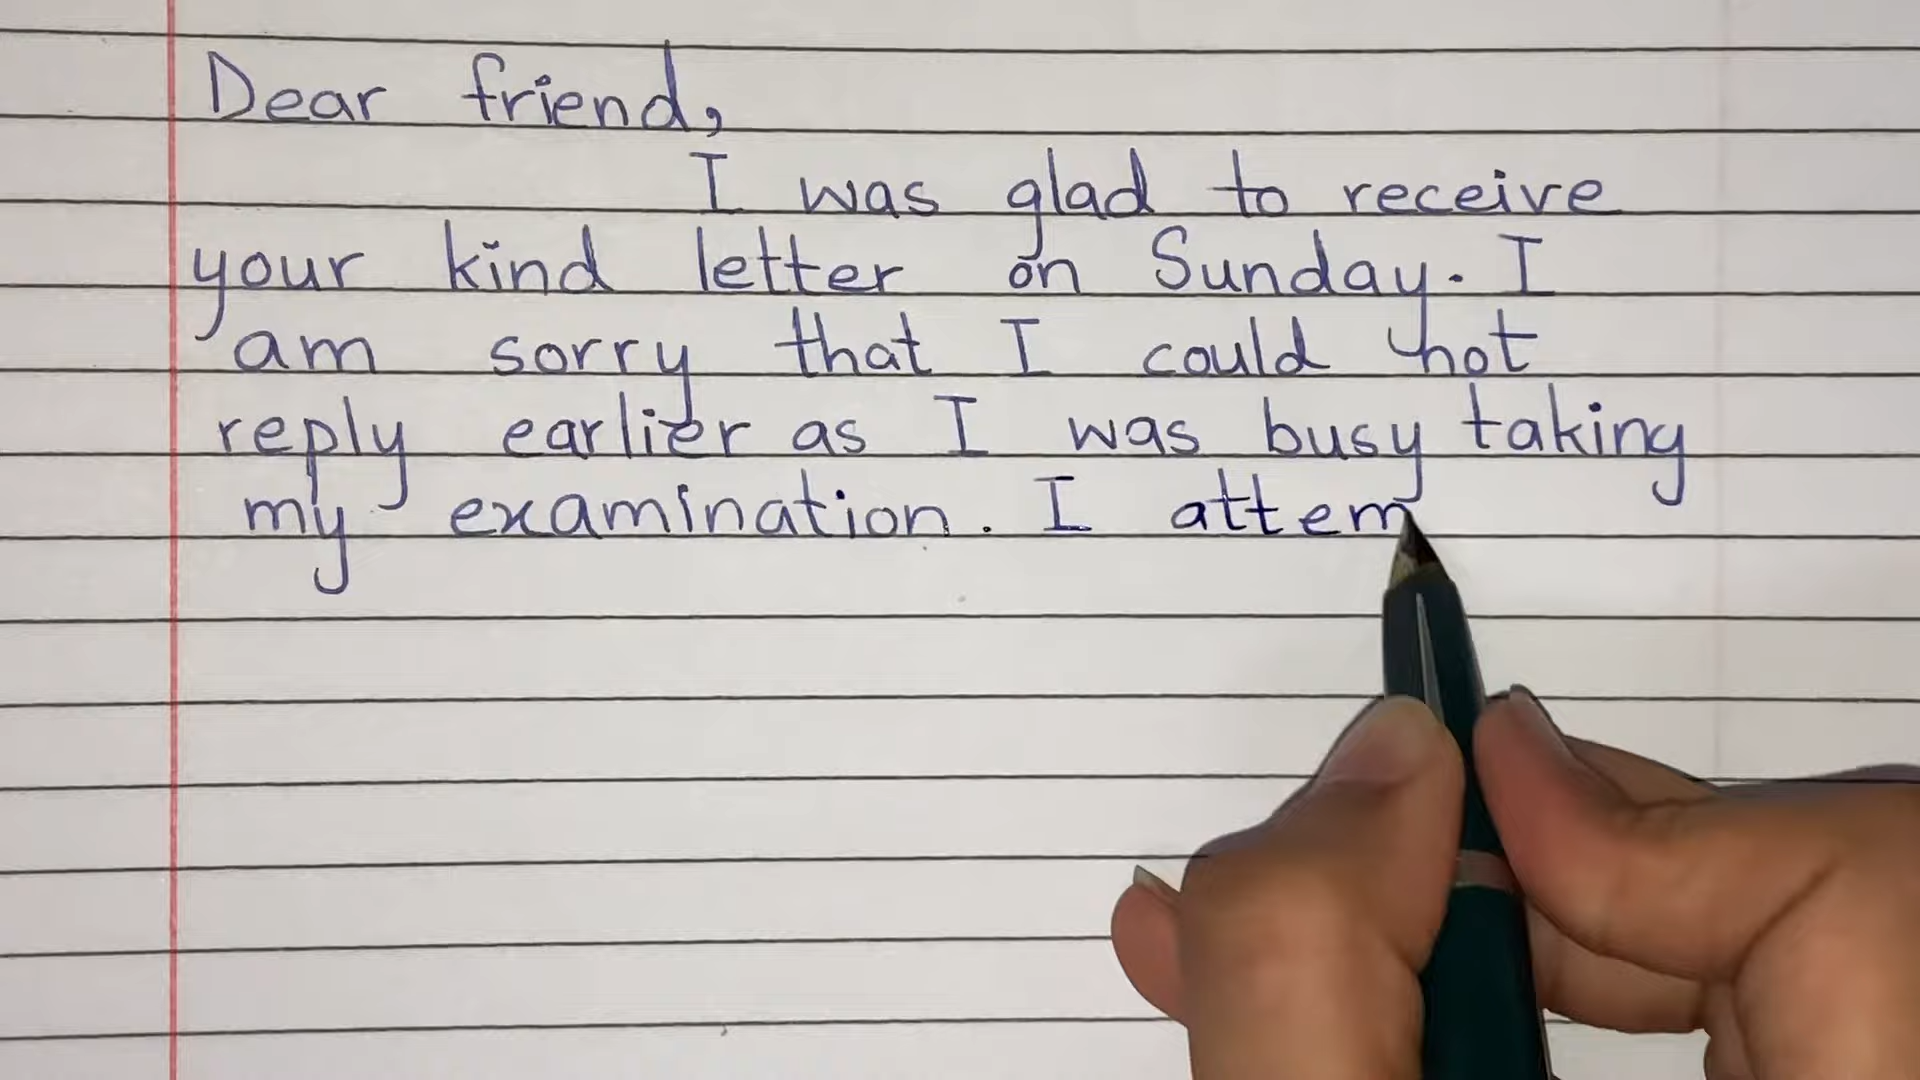 Dear friend,
I was glad to receive
your kind letter on Sunday. I
am sorry that I could not
reply earlier as I was busy taking
my examination. I attem